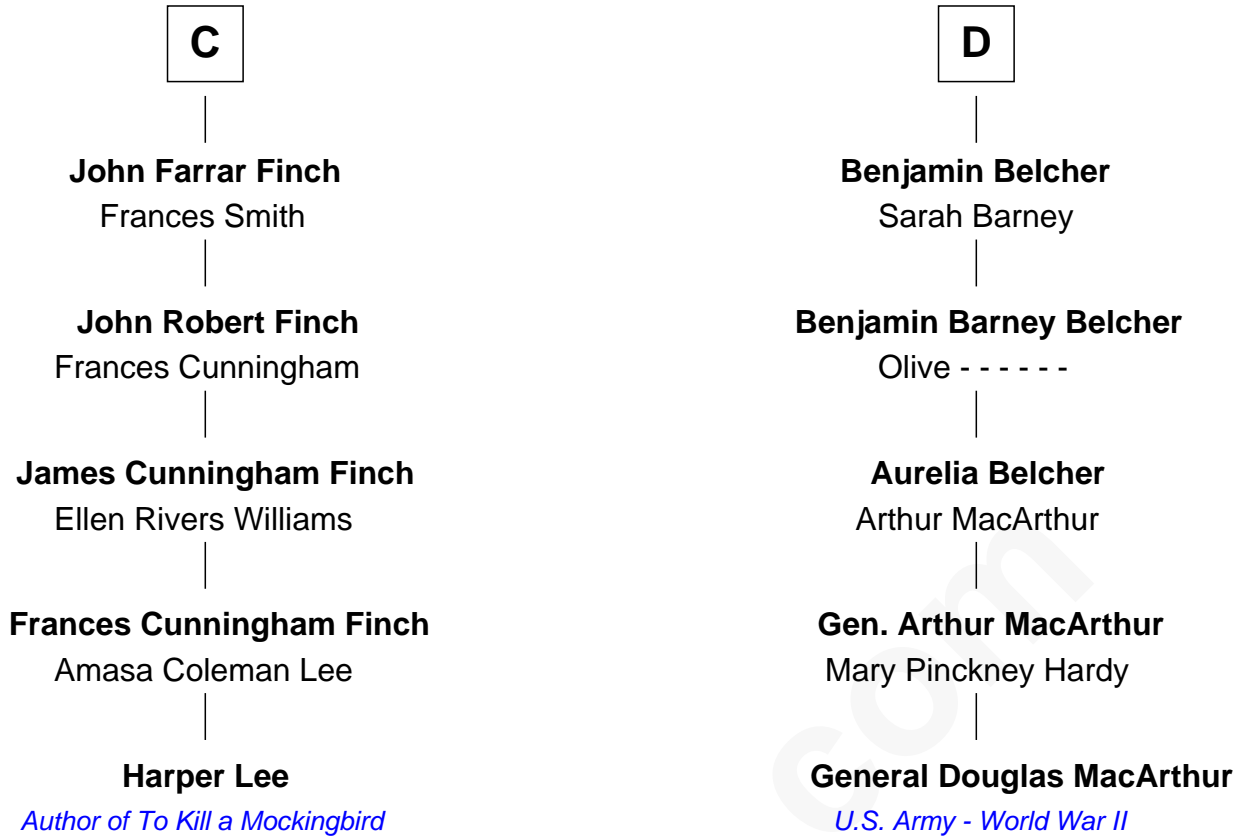 C
John Farrar Finch
Frances Smith
John Robert Finch
Frances Cunningham
James Cunningham Finch
Ellen Rivers Williams
Frances Cunningham Finch
Amasa Coleman Lee
Harper Lee
Author of To Kill a Mockingbird
D
Benjamin Belcher
Sarah Barney
Benjamin Barney Belcher
Olive - - - - - -
Aurelia Belcher
Arthur MacArthur
Gen. Arthur MacArthur
Mary Pinckney Hardy
General Douglas MacArthur
U.S. Army - World War II
com